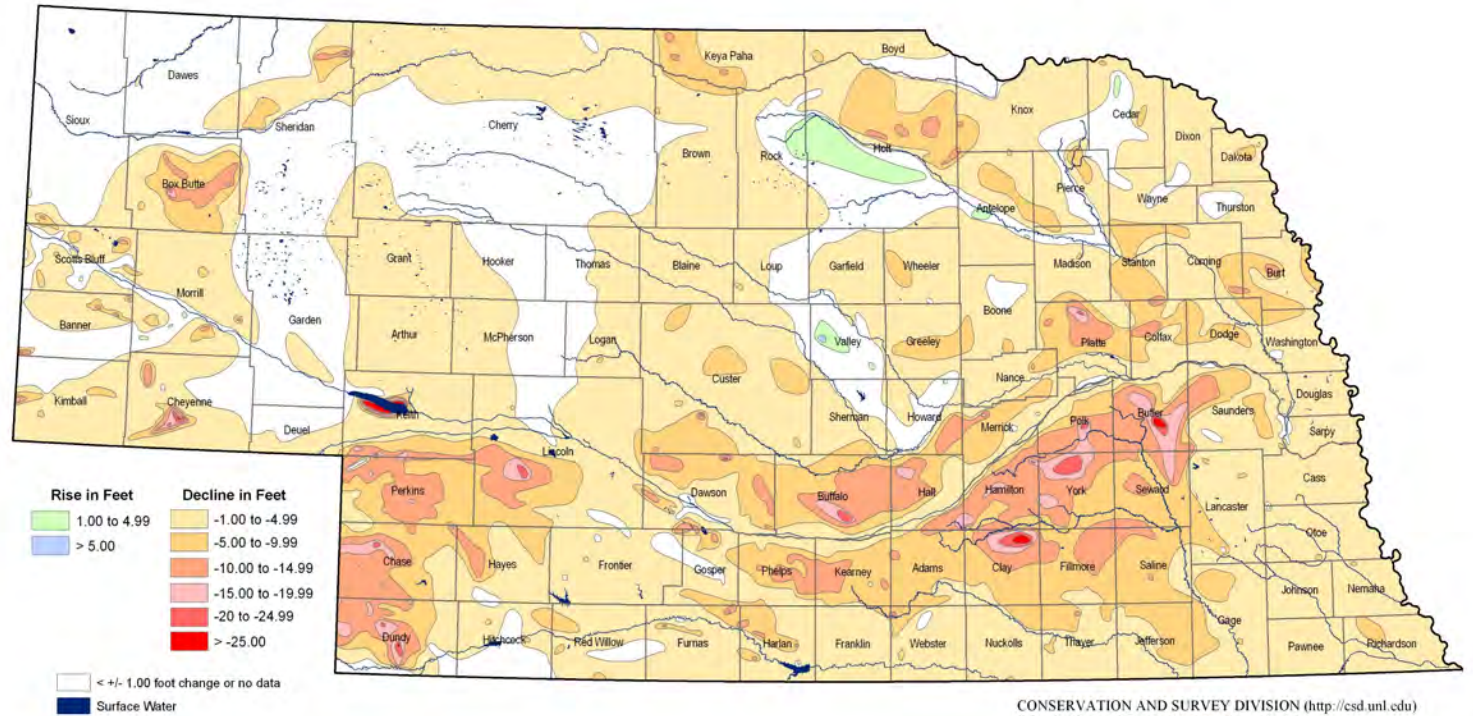 Boyd
Keya Paha
Dawes
Knox
Cedar
Sioux
Sheridan
Cherry
Dixon
Brown
Rock
Holt
Dakota
Box Butte
Pierce
Wayne
Thurston
Antelope
Scotts Bluff
Grant
Hooker
Thomas
Blaine
Loup
Garfield
Wheeler
Madison
Stanton
Cuming
Burt
Morrill
Boone
Banner
Garden
Arthur
McPherson
Logan
Valley
Greeley
Platte
Colfax
Dodge
Washington
Custer
Nance
Kimball
Cheyenne
Keith
Sherman
Howard
Douglas
Deuel
Merrick
Polk
Butler
Saunders
Sarpy
Lincoln
Perkins
Dawson
Buffalo
Hall
Hamilton
York
Seward
Cass
Lancaster
Otoe
Chase
Hayes
Frontier
Gosper
Phelps
Kearney
Adams
Clay
Fillmore
Saline
Johnson
Nemaha
Gage
Dundy
Hitchcock
Red Willow
Furnas
Harlan
Franklin
Webster
Nuckolls
Thayer
Jefferson
Pawnee
Richardson
Rise in Feet
1.00 to 4.99
> 5.00
Decline in Feet
-1.00 to -4.99
-5.00 to -9.99
-10.00 to -14.99
-15.00 to -19.99
-20 to -24.99
> -25.00
< +/- 1.00 foot change or no data
Surface Water
CONSERVATION AND SURVEY DIVISION (http://csd.unl.edu)